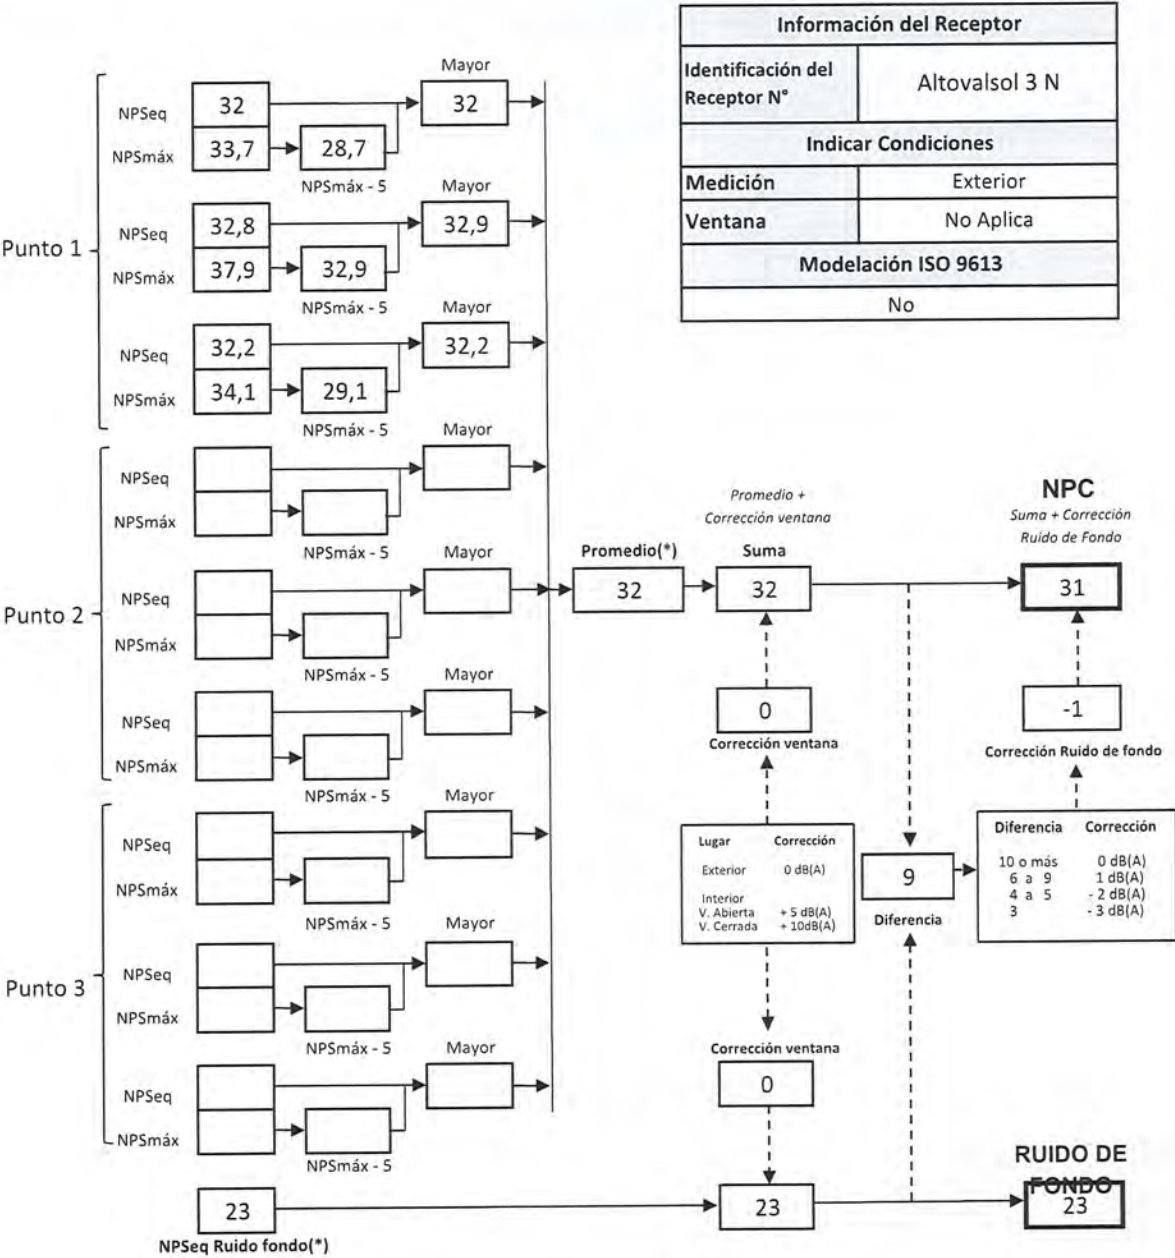 Información del Receptor
Identificación del
Receptor N°
Altovalsol 3 N
Indicar Condiciones
Medición
Exterior
Ventana
No Aplica
Modelación ISO 9613
No
Punto 1
Mayor
NPSeq
32
32
NPSmáx
33,7
28,7
NPSmáx - 5
Mayor
NPSeq
32,8
32,9
NPSmáx
37,9
32,9
NPSmáx - 5
Mayor
NPSeq
32,2
32,2
NPSmáx
34,1
29,1
NPSmáx - 5
Punto 2
Mayor
NPSeq
NPSmáx
NPSmáx - 5
Mayor
NPSeq
NPSmáx
NPSmáx - 5
Mayor
NPSeq
NPSmáx
NPSmáx - 5
Punto 3
Mayor
NPSeq
NPSmáx
NPSmáx - 5
Mayor
NPSeq
NPSmáx
NPSmáx - 5
Mayor
NPSeq
NPSmáx
NPSmáx - 5
Promedio(*)
32
Promedio +
Corrección ventana
Suma
32
NPC
Suma + Corrección
Ruido de Fondo
31
0
Corrección ventana
-1
Corrección Ruido de fondo
Lugar Corrección
Exterior 0 dB(A)
Interior
V. Abierta + 5 dB(A)
V. Cerrada + 10dB(A)
9
Diferencia
Diferencia Corrección
10 o más 0 dB(A)
6 a 9 1 dB(A)
4 a 5 - 2 dB(A)
3 - 3 dB(A)
Corrección ventana
0
23
NPSeq Ruido fondo(*)
23
RUIDO DE
FONDO
23